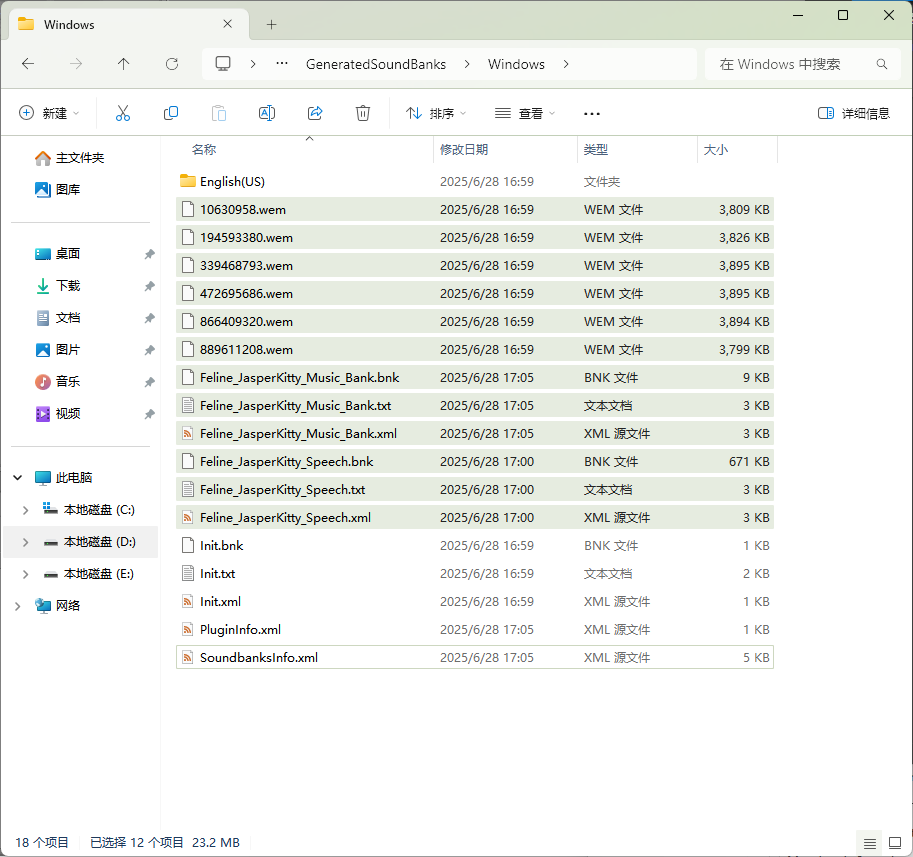 Windows
GeneratedSoundBanks Windows 在 Windows 中搜索
新建 排序 查看 详细信息
主文件夹
图库
桌面
下载
文档
图片
音乐
视频
此电脑
本地磁盘 (C:)
本地磁盘 (D:)
本地磁盘 (E:)
网络
名称 修改日期 类型 大小
English(US) 2025/6/28 16:59 文件夹
10630958.wem 2025/6/28 16:59 WEM 文件 3,809 KB
194593380.wem 2025/6/28 16:59 WEM 文件 3,826 KB
339468793.wem 2025/6/28 16:59 WEM 文件 3,895 KB
472695686.wem 2025/6/28 16:59 WEM 文件 3,895 KB
866409320.wem 2025/6/28 16:59 WEM 文件 3,894 KB
889611208.wem 2025/6/28 16:59 WEM 文件 3,799 KB
Feline_JasperKitty_Music_Bank.bnk 2025/6/28 17:05 BNK 文件 9 KB
Feline_JasperKitty_Music_Bank.txt 2025/6/28 17:05 文本文档 3 KB
Feline_JasperKitty_Music_Bank.xml 2025/6/28 17:05 XML 源文件 3 KB
Feline_JasperKitty_Speech.bnk 2025/6/28 17:00 BNK 文件 671 KB
Feline_JasperKitty_Speech.txt 2025/6/28 17:00 文本文档 3 KB
Feline_JasperKitty_Speech.xml 2025/6/28 17:00 XML 源文件 3 KB
Init.bnk 2025/6/28 16:59 BNK 文件 1 KB
Init.txt 2025/6/28 16:59 文本文档 2 KB
Init.xml 2025/6/28 16:59 XML 源文件 1 KB
PluginInfo.xml 2025/6/28 17:05 XML 源文件 1 KB
SoundbanksInfo.xml 2025/6/28 17:05 XML 源文件 5 KB
18 个项目 已选择 12 个项目 23.2 MB